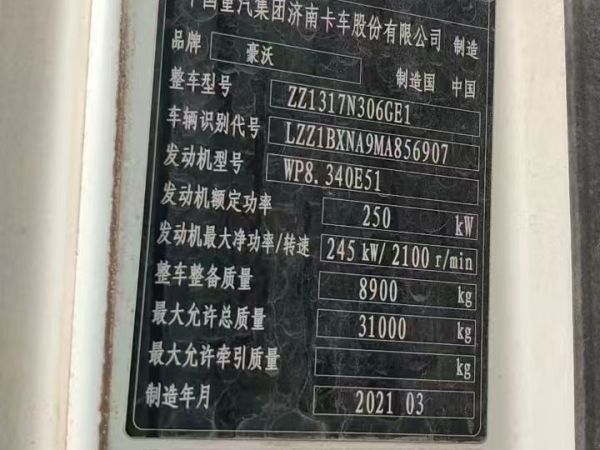 中国重汽集团济南卡车股份有限公司 制造
品牌 豪沃 制造国 中国
整车型号 ZZ1317N306GE1
车辆识别代号 LZZ1BXNA9MA856907
发动机型号 WP8.340E51
发动机额定功率 250 kW
发动机最大净功率/转速 245 kW/ 2100 r/min
整车整备质量 8900 kg
最大允许总质量 31000 kg
最大允许牵引质量 kg
制造年月 2021 03